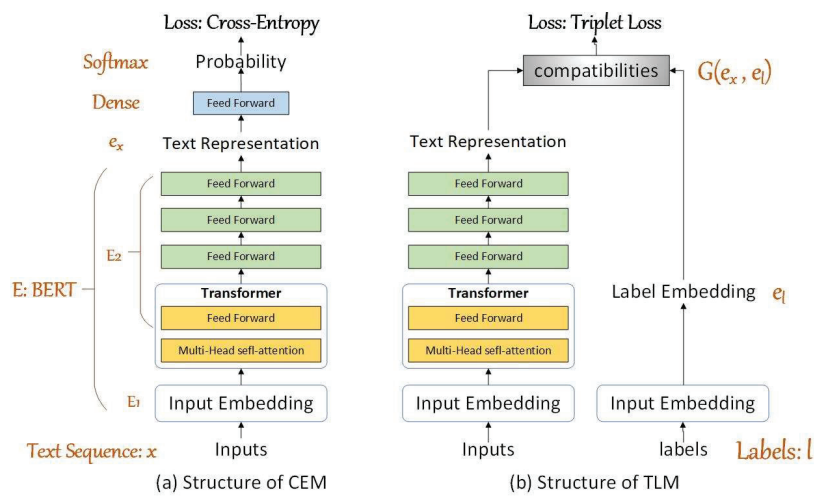 Loss: Cross-Entropy
Softmax
Probability
Dense
Feed Forward
eₓ
Text Representation
Feed Forward
Feed Forward
E2
Feed Forward
E: BERT
Transformer
Feed Forward
Multi-Head sefl-attention
E1
Input Embedding
Text Sequence: x
Inputs
(a) Structure of CEM
Loss: Triplet Loss
compatibilities
G(eₓ , eₗ)
Text Representation
Feed Forward
Feed Forward
Feed Forward
Transformer
Feed Forward
Multi-Head sefl-attention
Label Embedding
eₗ
Input Embedding
Input Embedding
Inputs
labels
Labels: l
(b) Structure of TLM